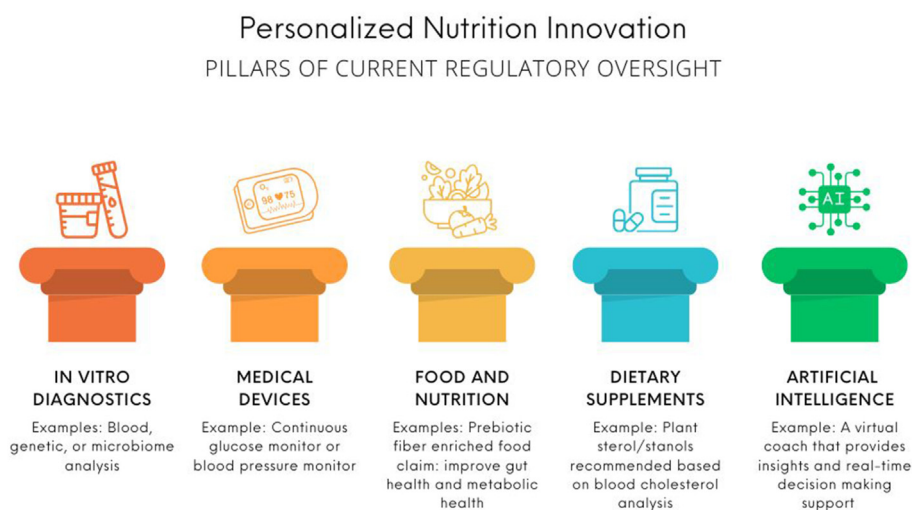 Personalized Nutrition Innovation
PILLARS OF CURRENT REGULATORY OVERSIGHT
O₂
98 ♥ 75
AI
IN VITRO
DIAGNOSTICS
Examples: Blood,
genetic, or microbiome
analysis
MEDICAL
DEVICES
Example: Continuous
glucose monitor or
blood pressure monitor
FOOD AND
NUTRITION
Examples: Prebiotic
fiber enriched food
claim: improve gut
health and metabolic
health
DIETARY
SUPPLEMENTS
Example: Plant
sterol/stanols
recommended based
on blood cholesterol
analysis
ARTIFICIAL
INTELLIGENCE
Example: A virtual
coach that provides
insights and real-time
decision making
support